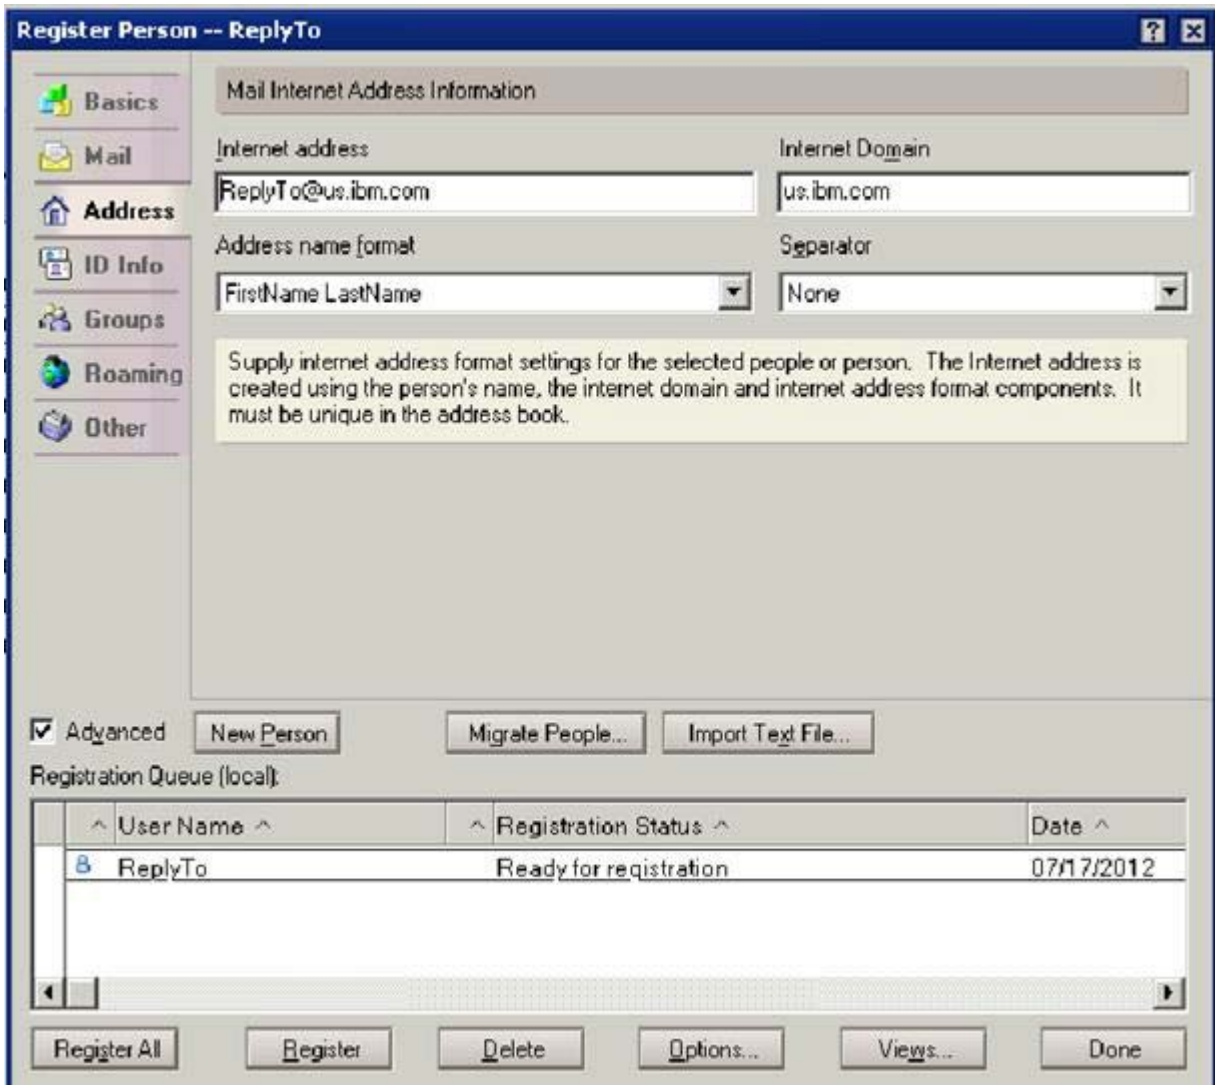 Register Person -- ReplyTo
Basics
Mail
Address
ID Info
Groups
Roaming
Other
Mail Internet Address Information
Internet address
Internet Domain
ReplyTo@us.ibm.com
us.ibm.com
Address name format
Separator
FirstName LastName
None
Supply internet address format settings for the selected people or person. The Internet address is
created using the person's name, the internet domain and internet address format components. It
must be unique in the address book.
Advanced
New Person
Migrate People...
Import Text File...
Registration Queue (local):
User Name
Registration Status
Date
ReplyTo
Ready for registration
07/17/2012
Register All
Register
Delete
Options...
Views...
Done